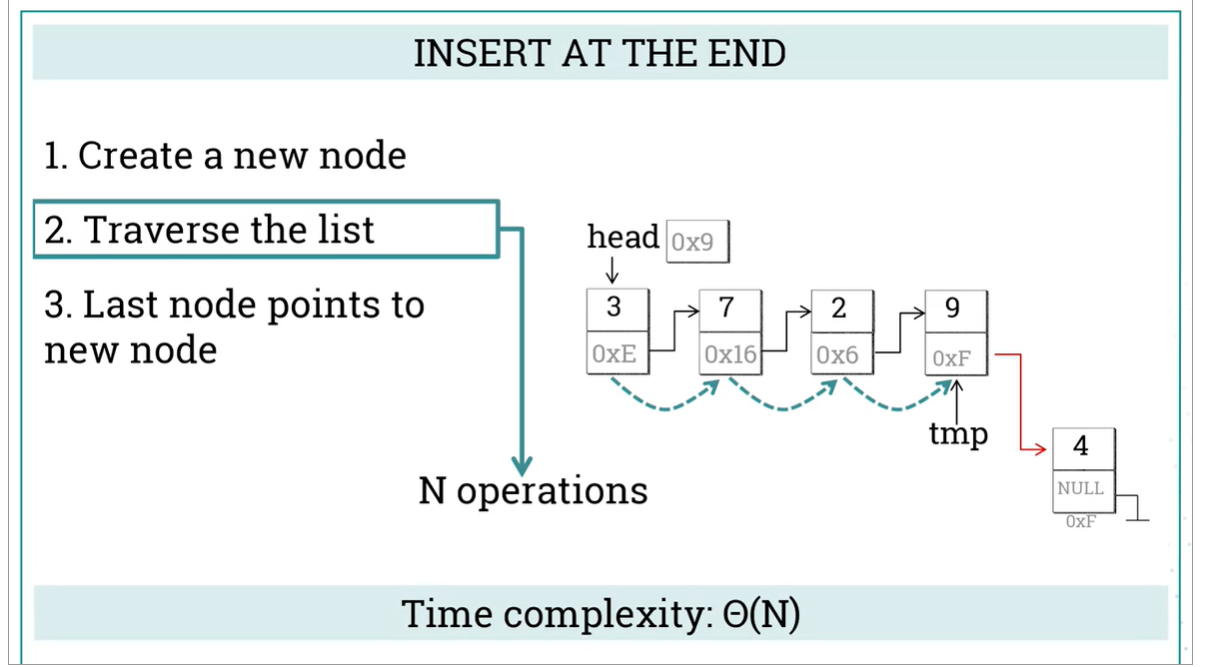 INSERT AT THE END
1. Create a new node
2. Traverse the list
3. Last node points to
new node
head 0x9
3 7 2 9
0xE 0x16 0x6 0xF
tmp
4
NULL
0xF
N operations
Time complexity: Θ(N)